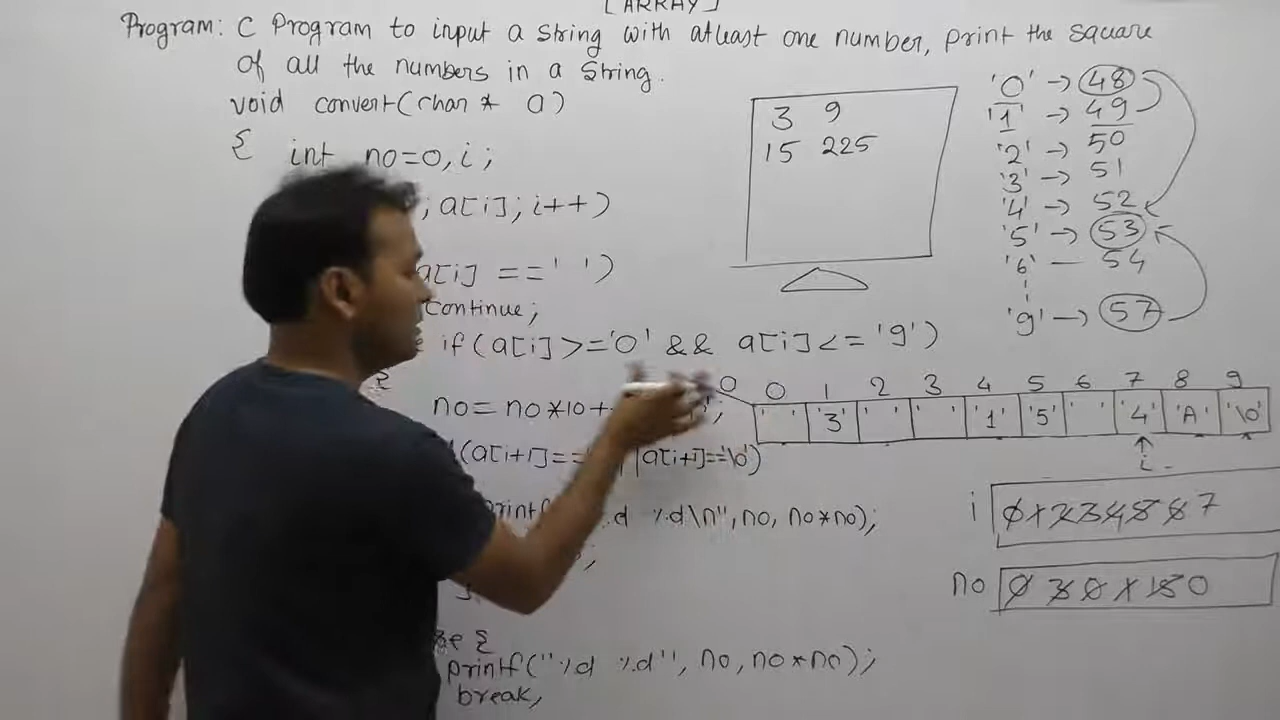 [ARRAY]
Program: C Program to input a string with atleast one number, print the square
of all the numbers in a string.
void convert(char * a)
{ int no=0,i;
; a[i]; i++)
a[i] ==' ')
continue;
if(a[i]>='0' && a[i]<='9')
{
no= no*10+
(a[i+1]== |a[i+1]=='\0')
printf( .d %d\n",no, no*no);
;
}
{
printf("%d %d", no, no*no);
break,
3 9
15 225
'0' -> 48
'1' -> 49
'2' -> 50
'3' -> 51
'4' -> 52
'5' -> 53
'6' — 54
'9' -> 57
0 0 1 2 3 4 5 6 7 8 9
' ' '3' ' ' ' ' '1' '5' ' ' '4' 'A' '\0'
i
i 0 1 2 3 4 5 6 7
no 0 3 0 1 15 0